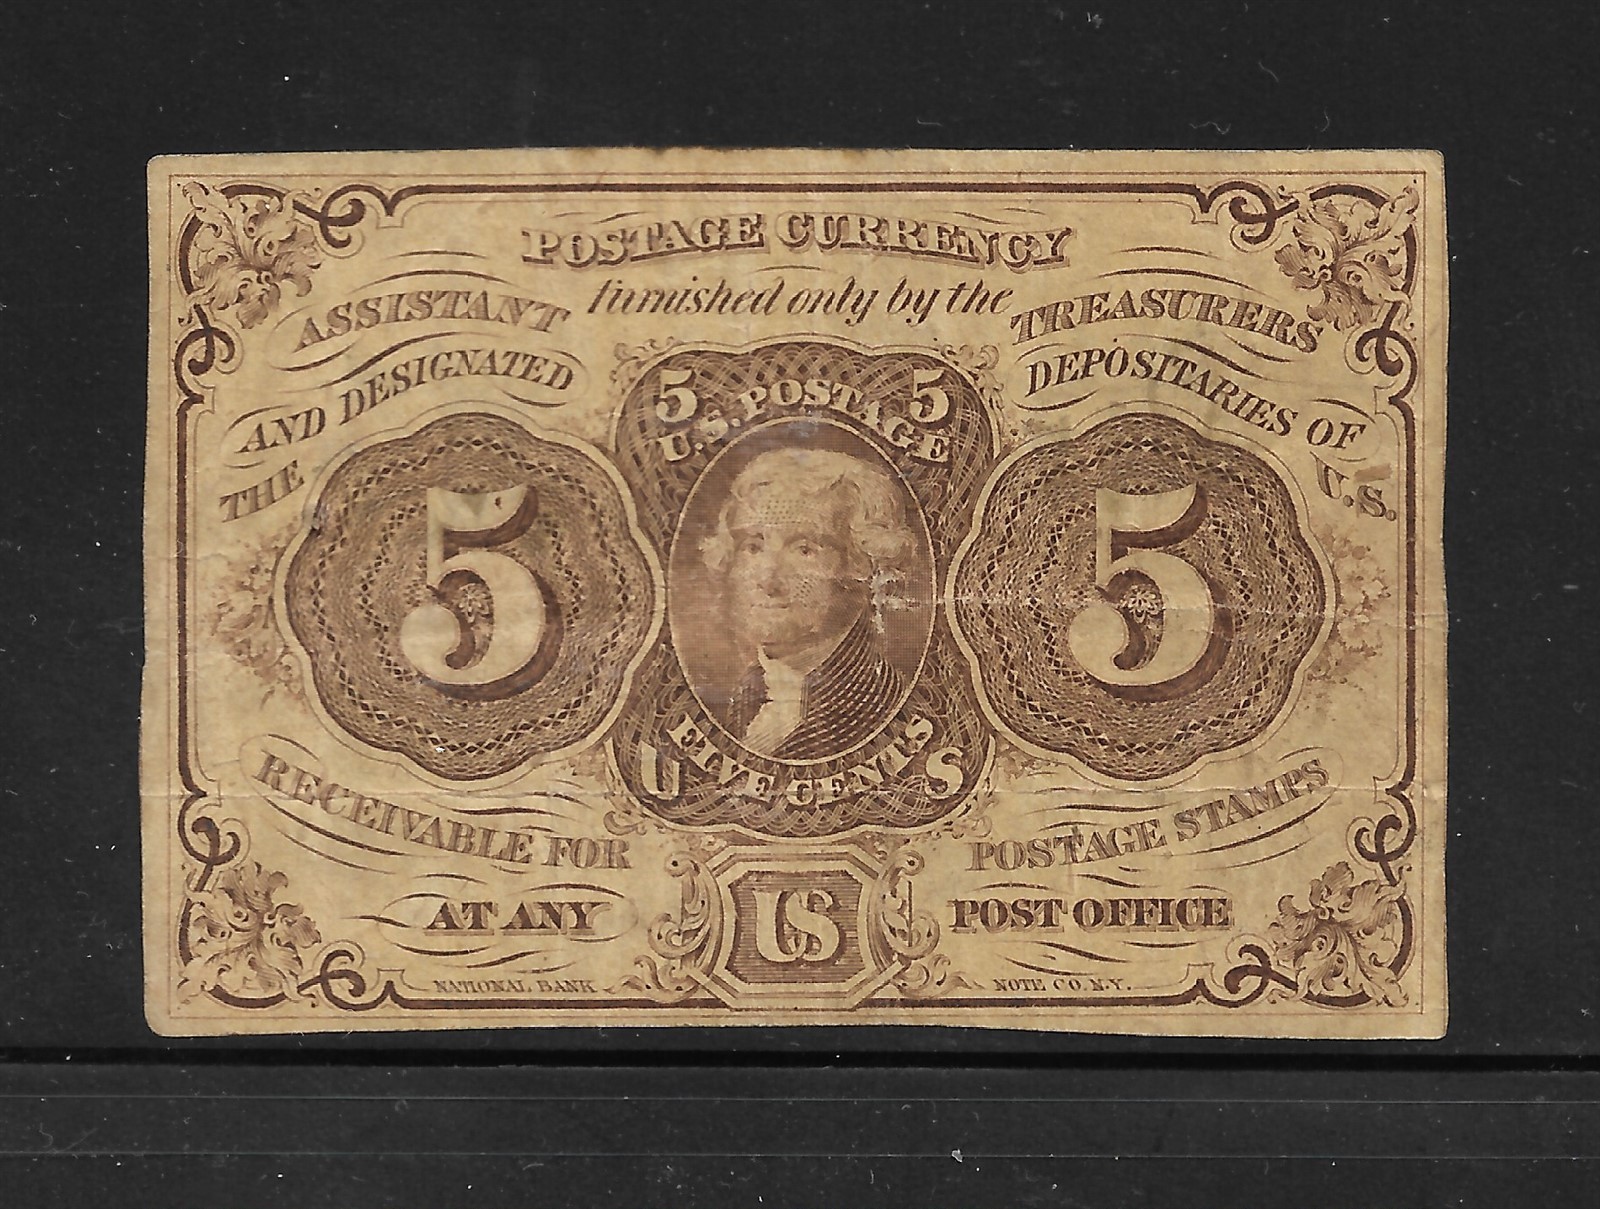 POSTAGE CURRENCY
furnished only by the
ASSISTANT TREASURERS
AND DESIGNATED DEPOSITARIES OF
THE U.S.
5 5
U.S. POSTAGE
5 5
FIVE CENTS
U S
RECEIVABLE FOR POSTAGE STAMPS
AT ANY US POST OFFICE
NATIONAL BANK NOTE CO. N.Y.